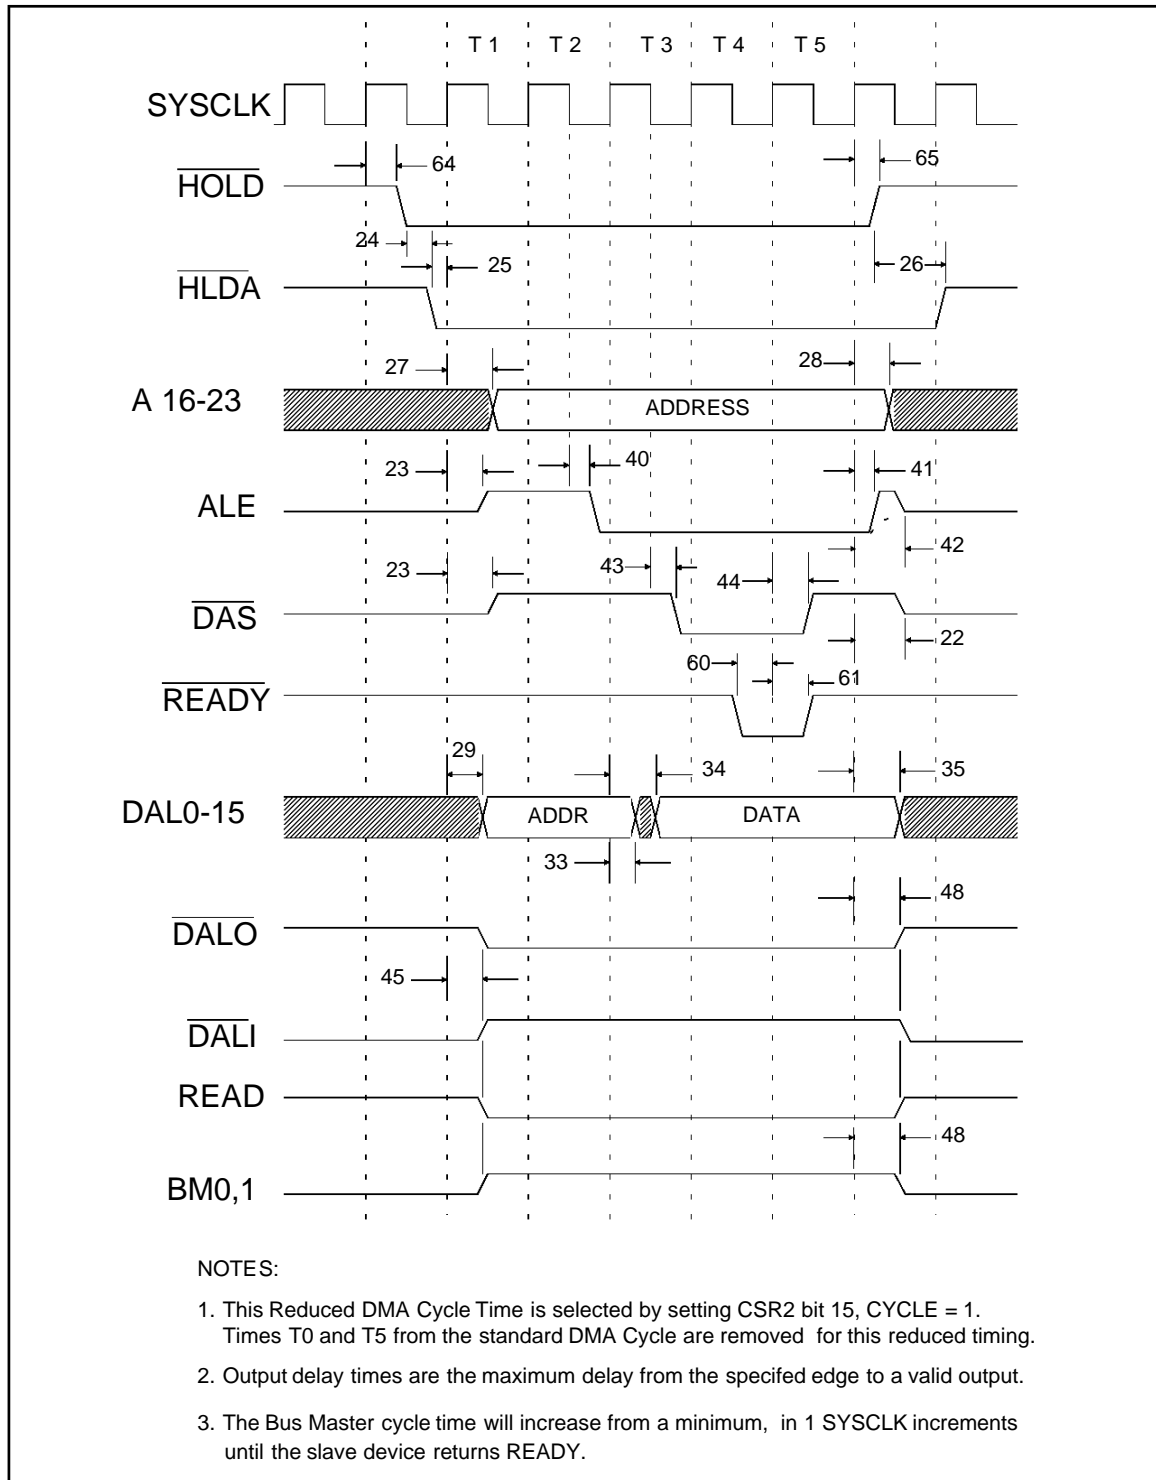 T 1 T 2 T 3 T 4 T 5
SYSCLK
64 65
HOLD
24 25 26
HLDA
27 28
A 16-23 ADDRESS
23 40 41
ALE
42
23 43 44
DAS
22
60 61
READY
29 34 35
DAL0-15 ADDR DATA
33
48
DALO
45
DALI
READ
48
BM0,1
NOTES:
1. This Reduced DMA Cycle Time is selected by setting CSR2 bit 15, CYCLE = 1.
Times T0 and T5 from the standard DMA Cycle are removed for this reduced timing.
2. Output delay times are the maximum delay from the specifed edge to a valid output.
3. The Bus Master cycle time will increase from a minimum, in 1 SYSCLK increments
until the slave device returns READY.